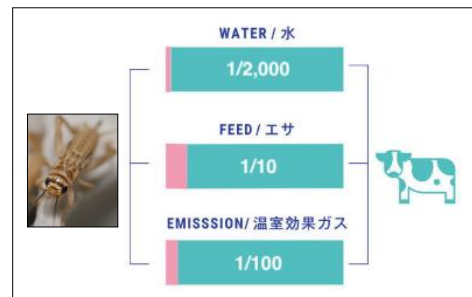 WATER / 水
1/2,000
FEED / エサ
1/10
EMISSSION/ 温室効果ガス
1/100